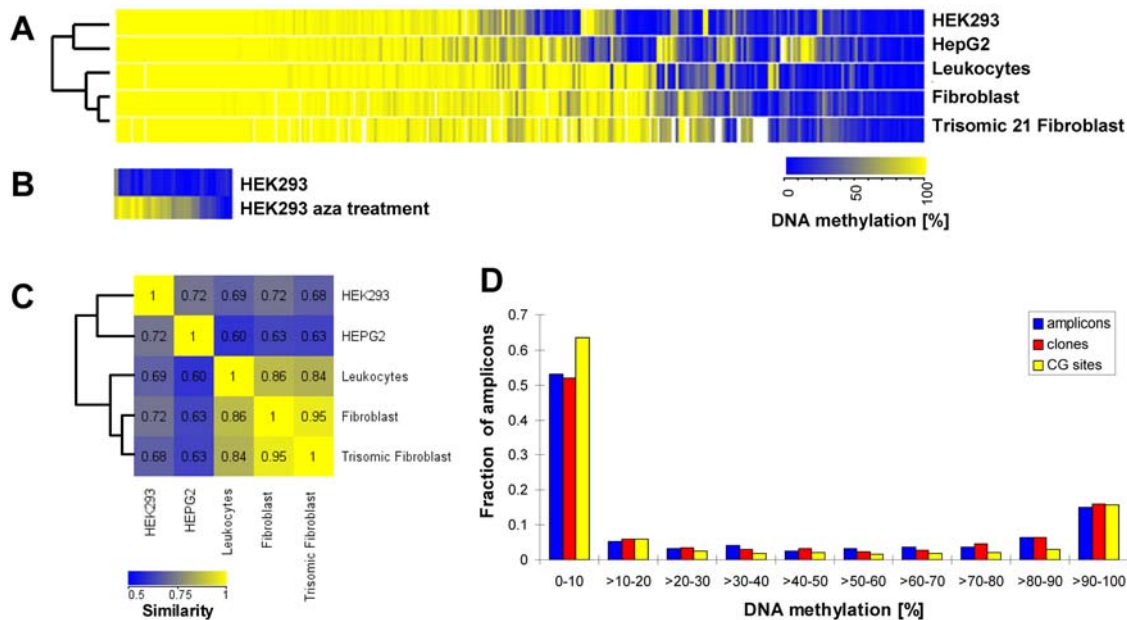 A
HEK293
HepG2
Leukocytes
Fibroblast
Trisomic 21 Fibroblast
0 50 100
DNA methylation [%]
B
HEK293
HEK293 aza treatment
C
1 0.72 0.69 0.72 0.68 HEK293
0.72 1 0.60 0.63 0.63 HEPG2
0.69 0.60 1 0.86 0.84 Leukocytes
0.72 0.63 0.86 1 0.95 Fibroblast
0.68 0.63 0.84 0.95 1 Trisomic Fibroblast
HEK293
HEPG2
Leukocytes
Fibroblast
Trisomic Fibroblast
0.5 0.75 1
Similarity
D
Fraction of amplicons
0.7
0.6
0.5
0.4
0.3
0.2
0.1
0
amplicons
clones
CG sites
0-10 >10-20 >20-30 >30-40 >40-50 >50-60 >60-70 >70-80 >80-90 >90-100
DNA methylation [%]